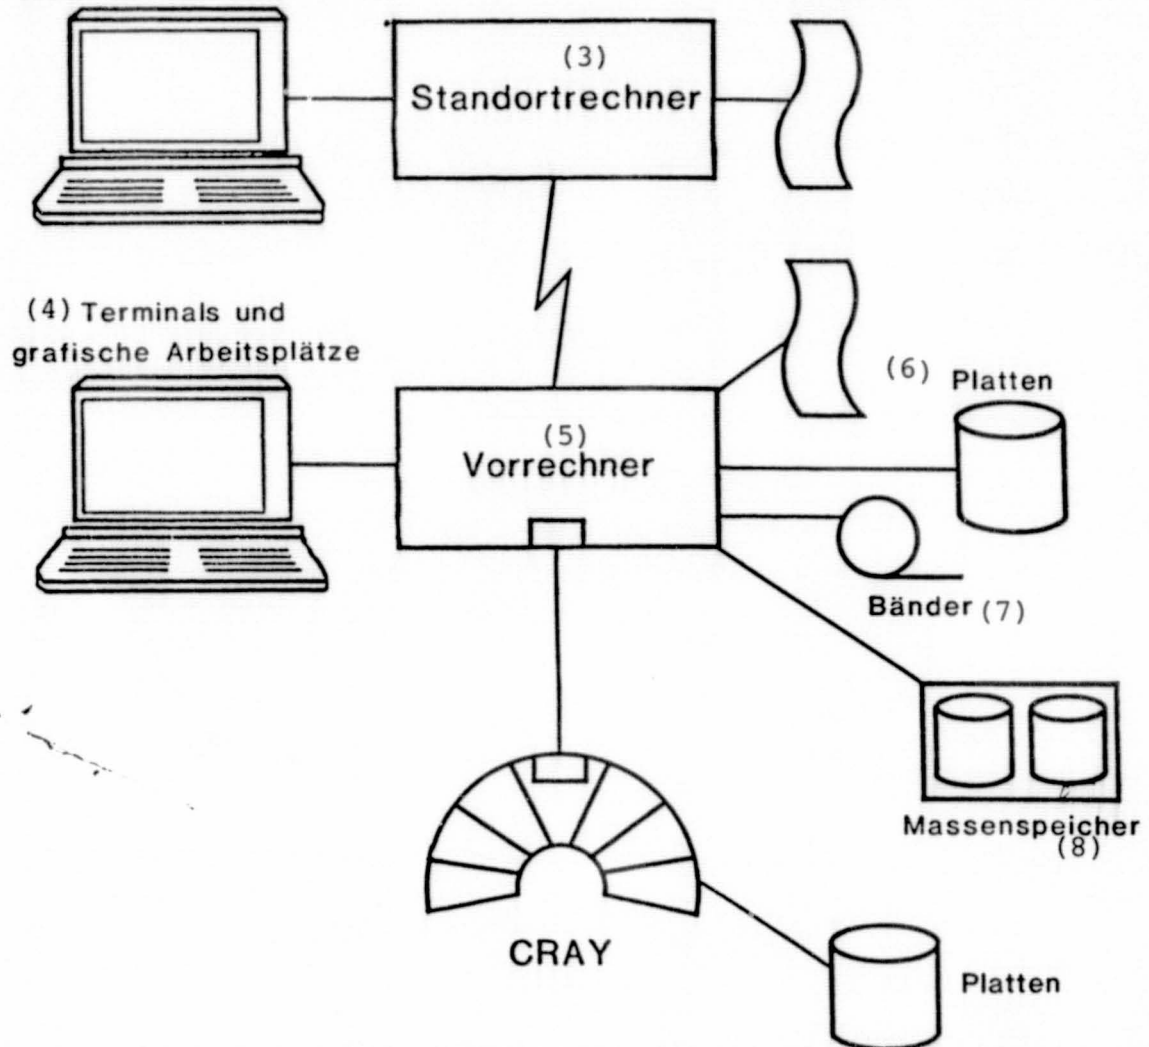 (3)
Standortrechner
(4) Terminals und
grafische Arbeitsplätze
(6) Platten
(5)
Vorrechner
Bänder (7)
Massenspeicher
(8)
CRAY
Platten